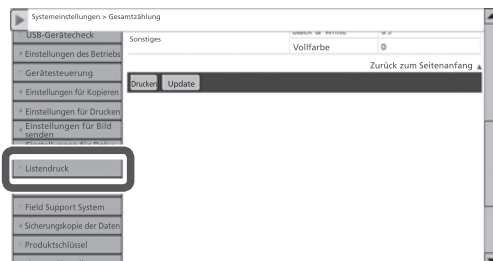 Systemeinstellungen > Gesamtzählung
USB-Gerätecheck
Sonstiges
Vollfarbe 0
Einstellungen des Betriebs
Zurück zum Seitenanfang
Gerätesteuerung
Drucken Update
Einstellungen für Kopieren
Einstellungen für Drucken
Einstellungen für Bild
senden
Listendruck
Field Support System
Sicherungskopie der Daten
Produktschlüssel